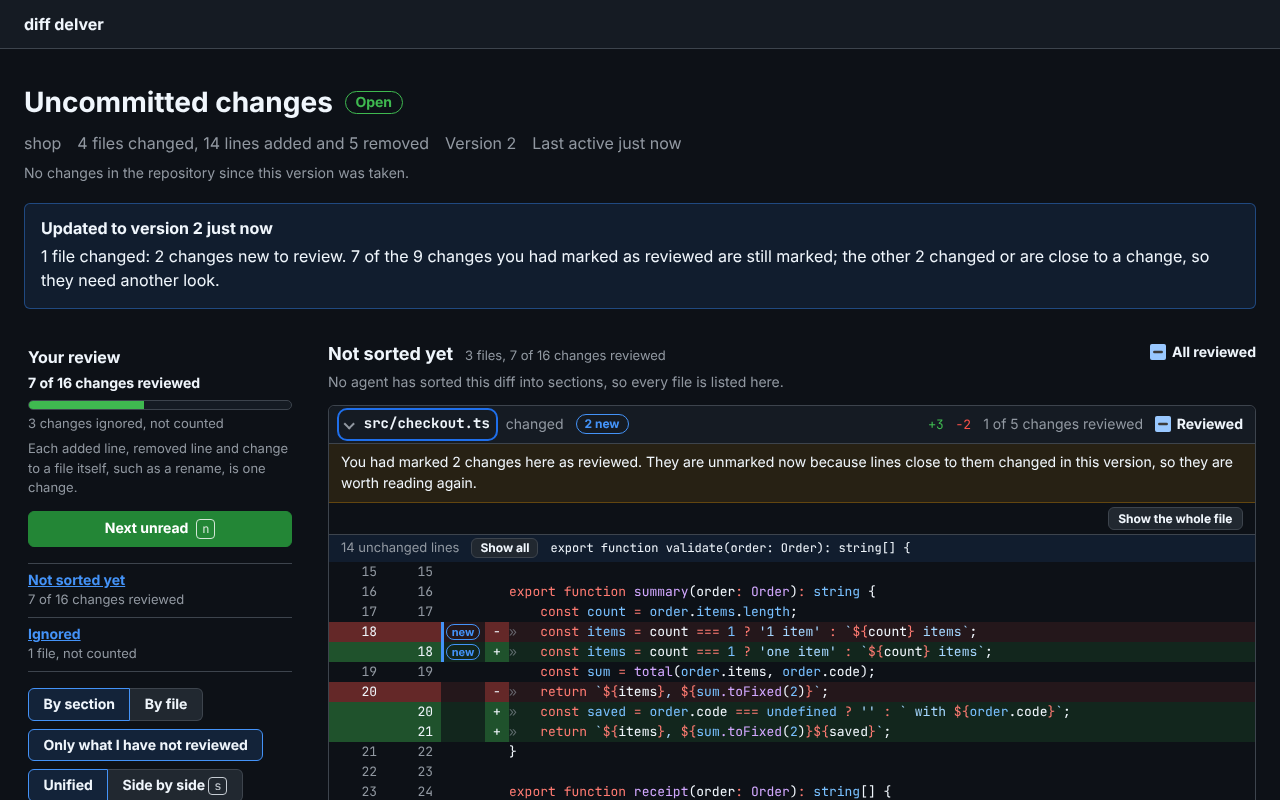 diff delver
Uncommitted changes Open
shop 4 files changed, 14 lines added and 5 removed Version 2 Last active just now
No changes in the repository since this version was taken.
Updated to version 2 just now
1 file changed: 2 changes new to review. 7 of the 9 changes you had marked as reviewed are still marked; the other 2 changed or are close to a change, so
they need another look.
Your review
7 of 16 changes reviewed
3 changes ignored, not counted
Each added line, removed line and change
to a file itself, such as a rename, is one
change.
Next unread n
Not sorted yet
7 of 16 changes reviewed
Ignored
1 file, not counted
By section By file
Only what I have not reviewed
Unified Side by side s
Not sorted yet 3 files, 7 of 16 changes reviewed All reviewed
No agent has sorted this diff into sections, so every file is listed here.
src/checkout.ts changed 2 new +3 -2 1 of 5 changes reviewed Reviewed
You had marked 2 changes here as reviewed. They are unmarked now because lines close to them changed in this version, so they are
worth reading again.
Show the whole file
14 unchanged lines Show all export function validate(order: Order): string[] {
15 15
16 16 export function summary(order: Order): string {
17 17 const count = order.items.length;
18 new - » const items = count === 1 ? '1 item' : `${count} items`;
18 new + » const items = count === 1 ? 'one item' : `${count} items`;
19 19 const sum = total(order.items, order.code);
20 - » return `${items}, ${sum.toFixed(2)}`;
20 + » const saved = order.code === undefined ? '' : ` with ${order.code}`;
21 + » return `${items}, ${sum.toFixed(2)}${saved}`;
21 22 }
22 23
23 24 export function receipt(order: Order): string[] {